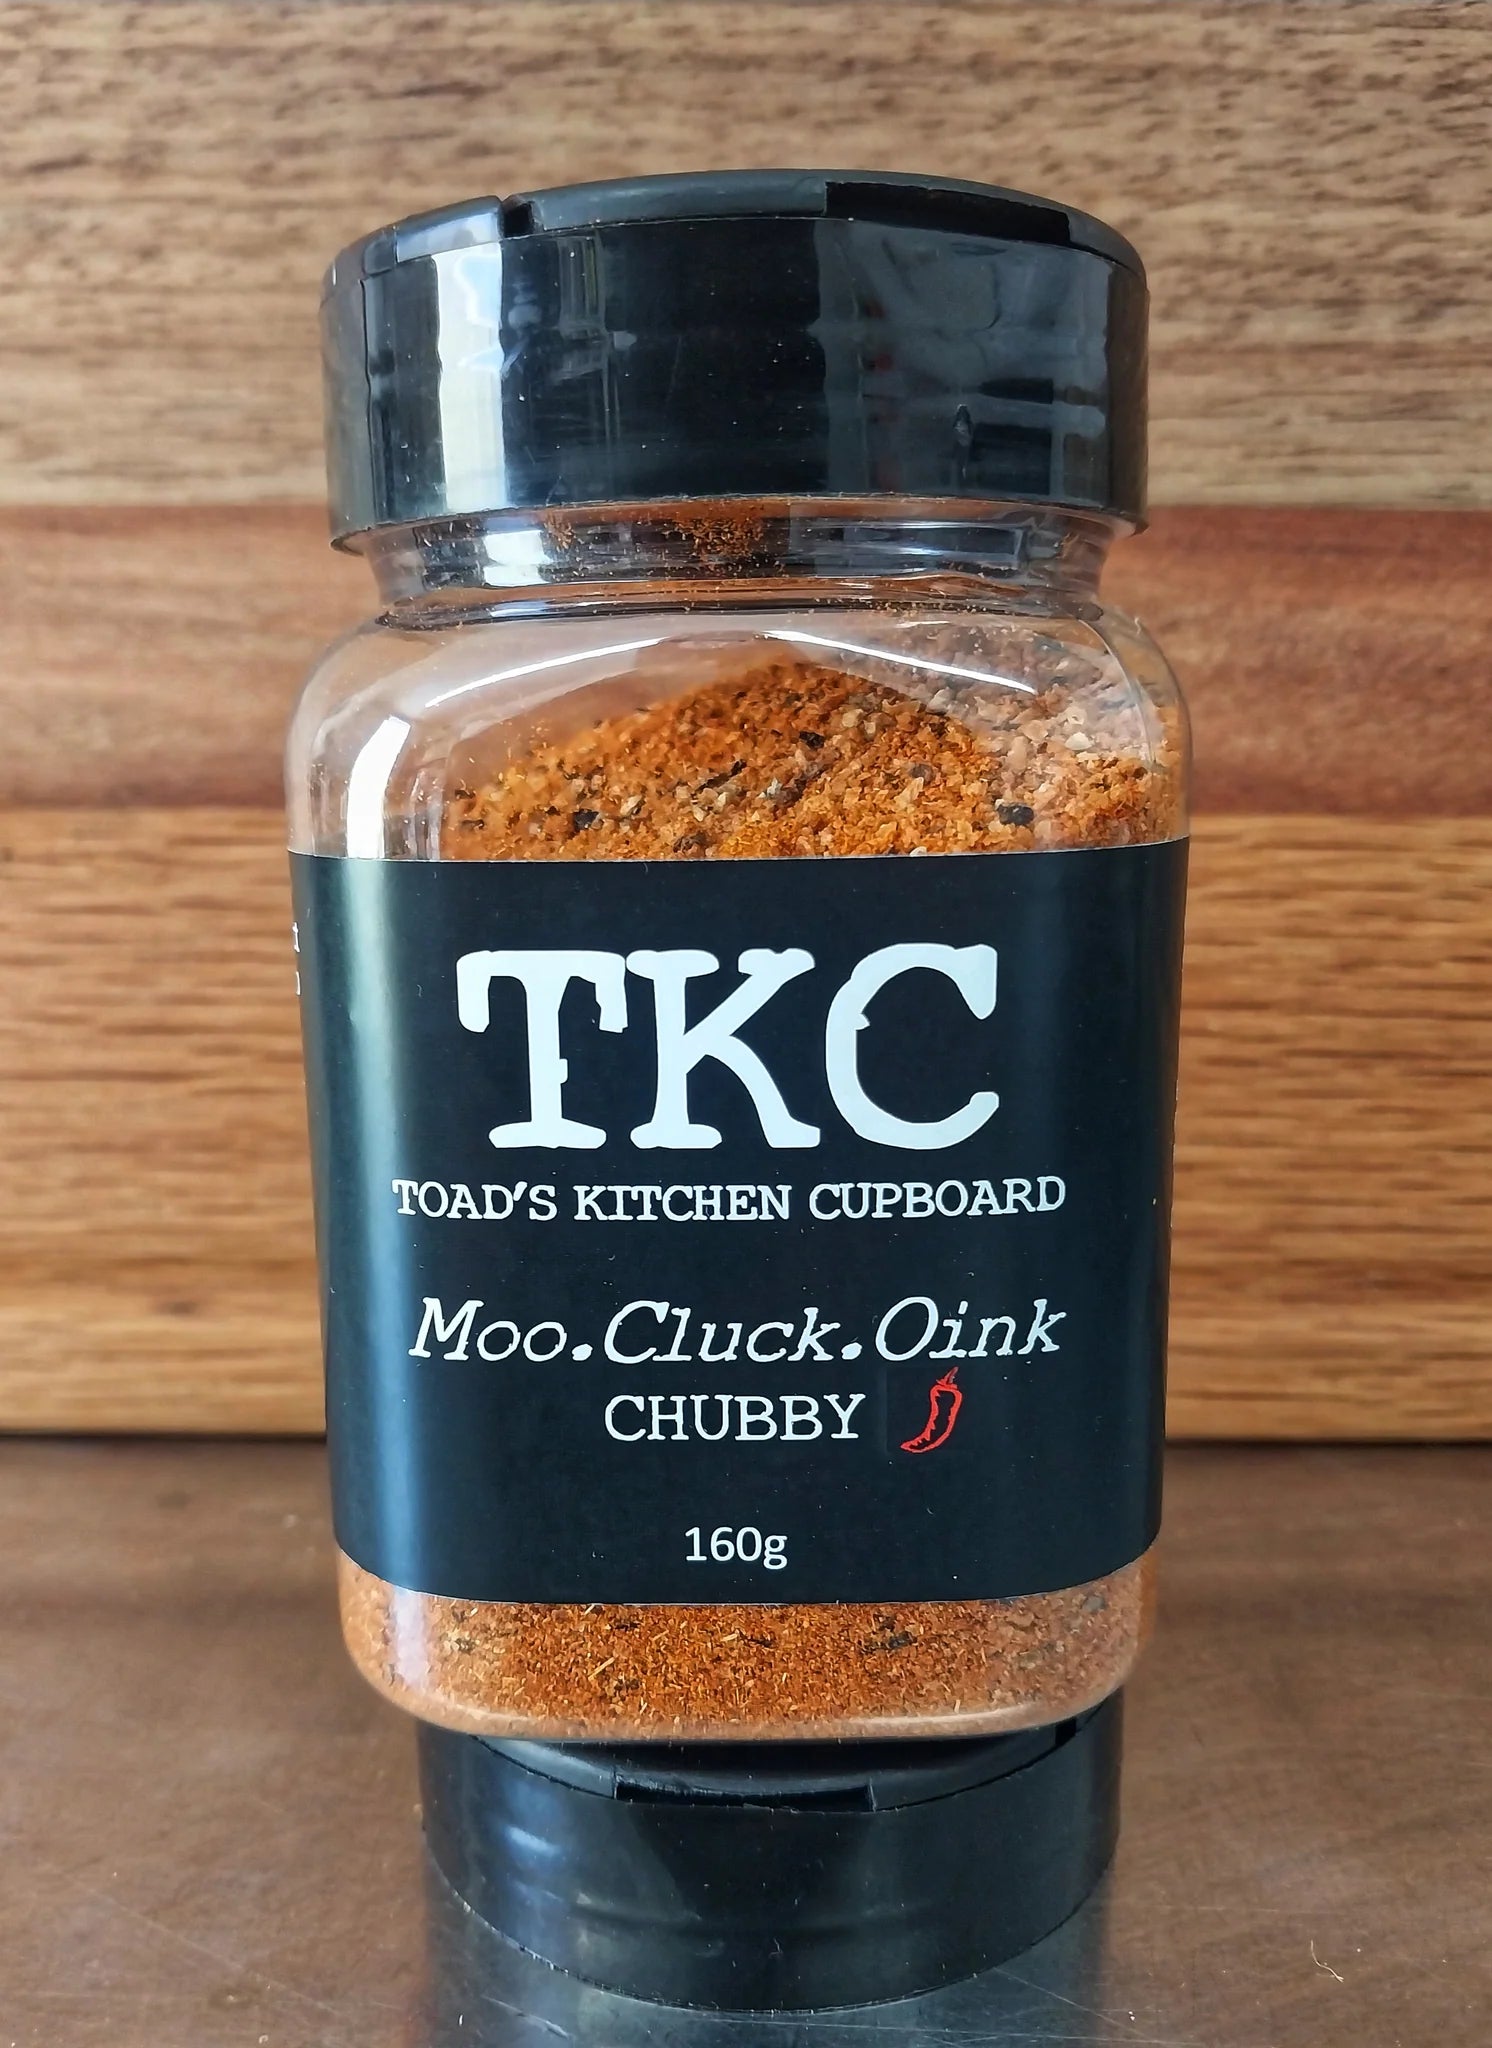 TKC
TOAD'S KITCHEN CUPBOARD
Moo.Cluck.Oink
CHUBBY
160g